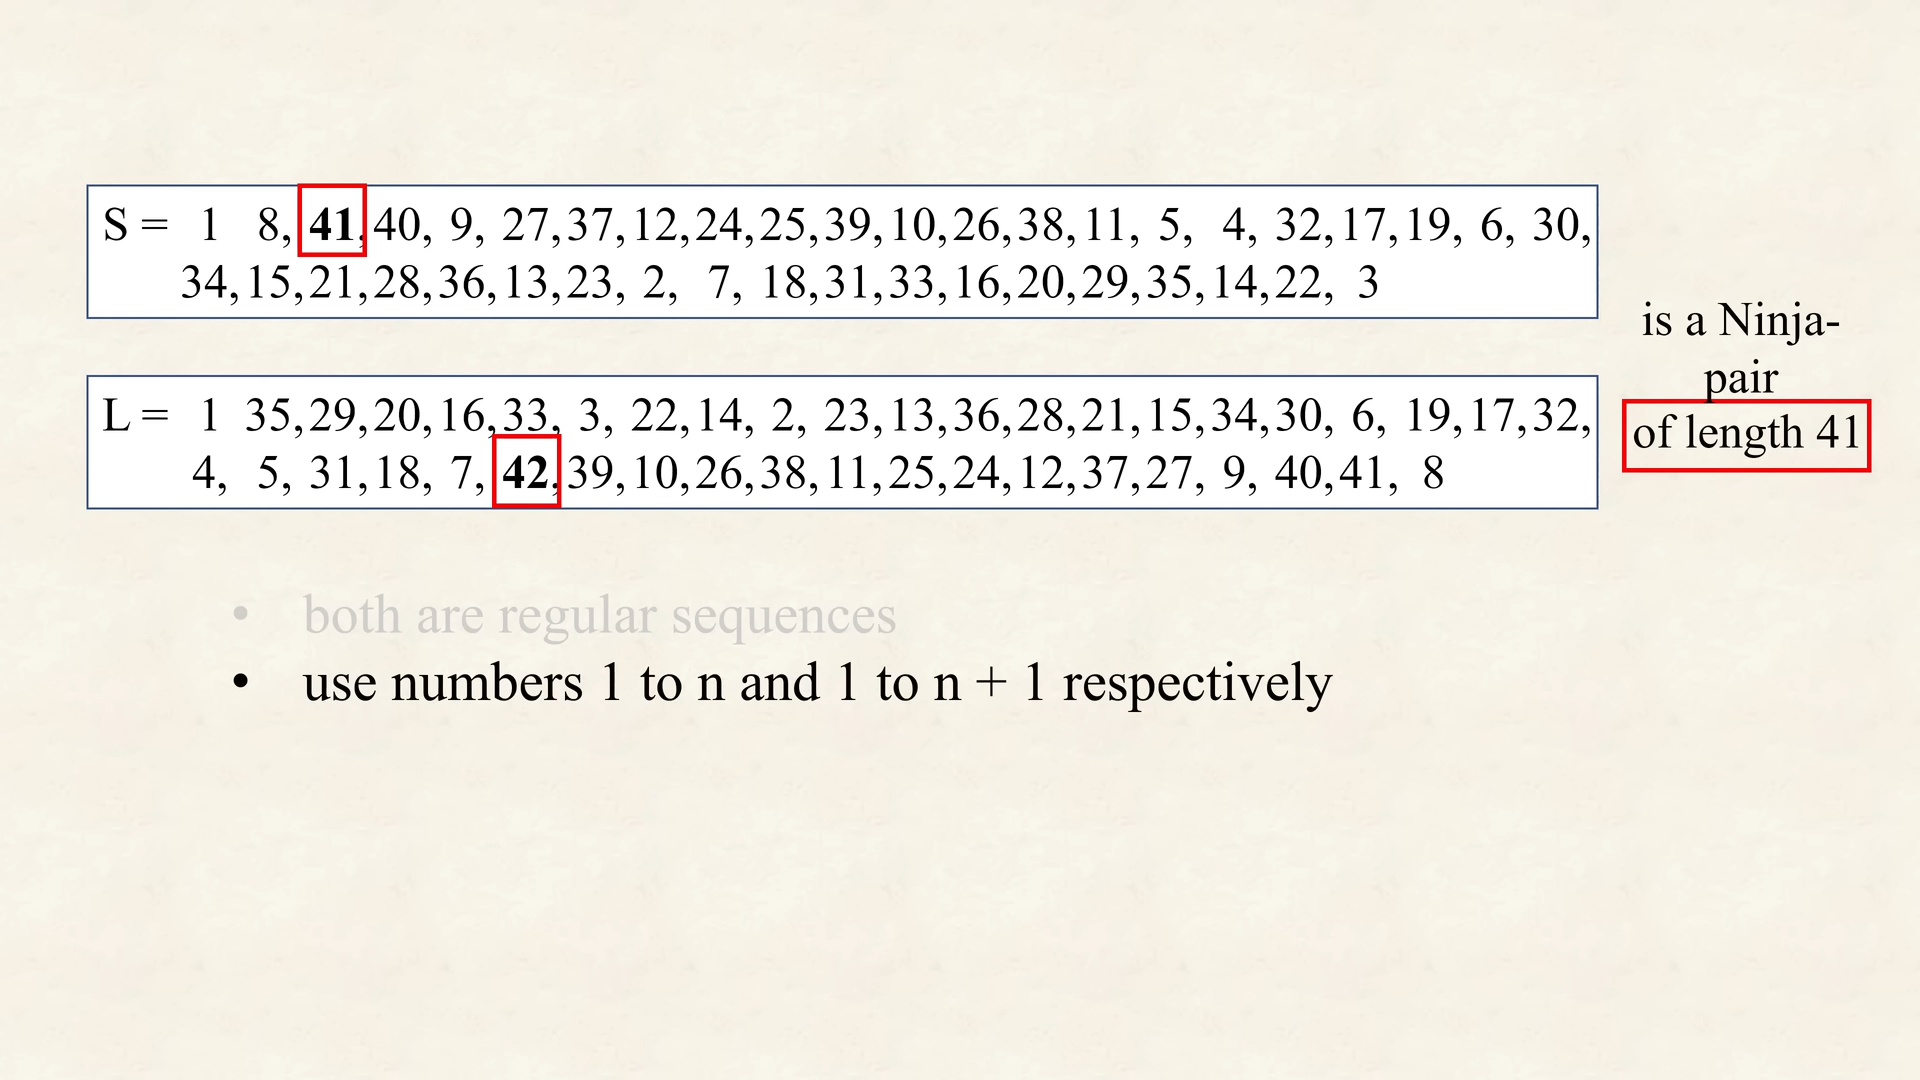 S = 1 8, 41, 40, 9, 27, 37, 12, 24, 25, 39, 10, 26, 38, 11, 5, 4, 32, 17, 19, 6, 30,
34, 15, 21, 28, 36, 13, 23, 2, 7, 18, 31, 33, 16, 20, 29, 35, 14, 22, 3
L = 1 35, 29, 20, 16, 33, 3, 22, 14, 2, 23, 13, 36, 28, 21, 15, 34, 30, 6, 19, 17, 32,
4, 5, 31, 18, 7, 42, 39, 10, 26, 38, 11, 25, 24, 12, 37, 27, 9, 40, 41, 8
is a Ninja-
pair
of length 41
• both are regular sequences
• use numbers 1 to n and 1 to n + 1 respectively